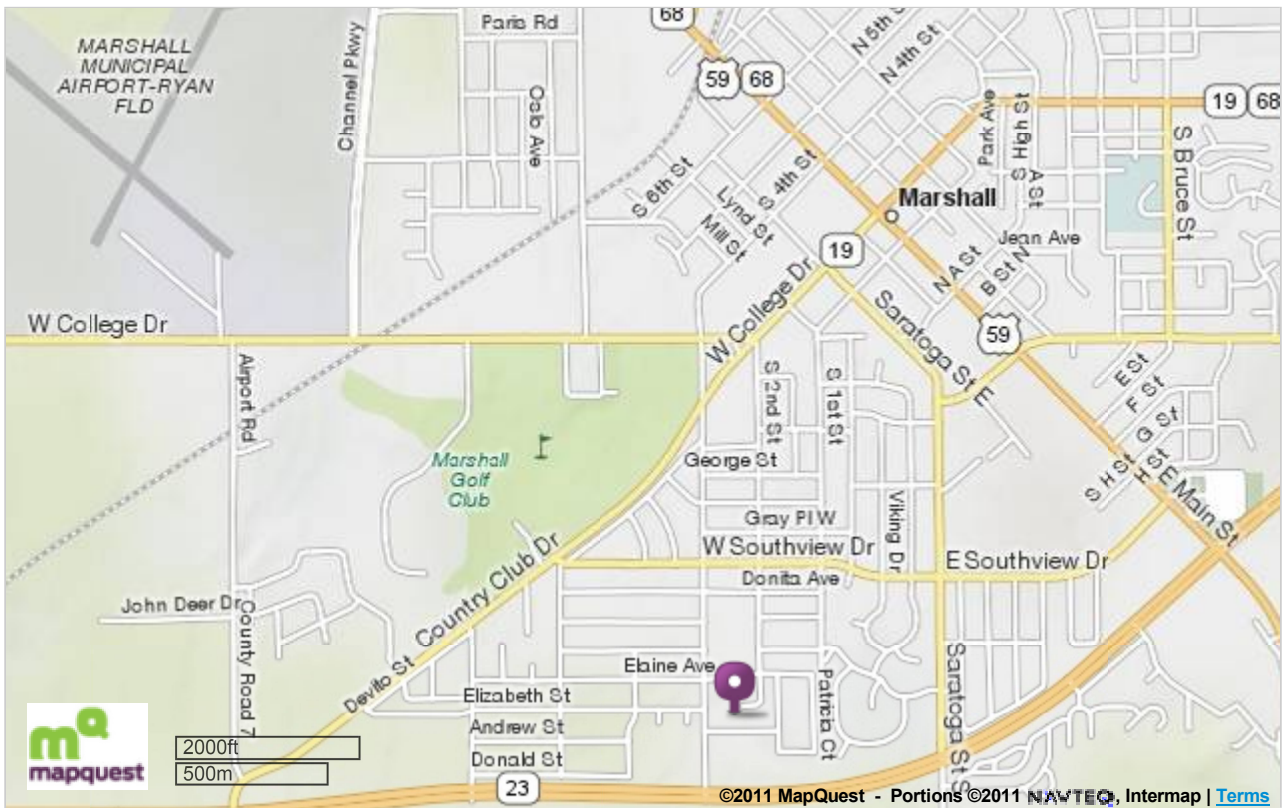 68
Paris Rd
N 5th St
MARSHALL
MUNICIPAL
AIRPORT-RYAN
FLD
N 4th St
59
68
Channel Pkwy
Oslo Ave
Park Ave
S High St
19
68
S Bruce St
S 6th St
S 4th St
Lynd St
Mill St
A St
Marshall
Jean Ave
19
N A St
B St N
W College Dr
W College Dr
Saratoga St E
59
Airport Rd
S 2nd St
S 1st St
E St
F St
G St
H St
S H St
E Main St
George St
Marshall
Golf
Club
Viking Dr
Gray Pl W
W Southview Dr
E Southview Dr
Donita Ave
Country Club Dr
John Deer Dr
County Road 7
Devito St
Elaine Ave
Elizabeth St
Andrew St
Donald St
Patricia Ct
Saratoga St S
23
mQ
mapquest
2000ft
500m
©2011 MapQuest - Portions ©2011 NAVTEQ, Intermap | Terms